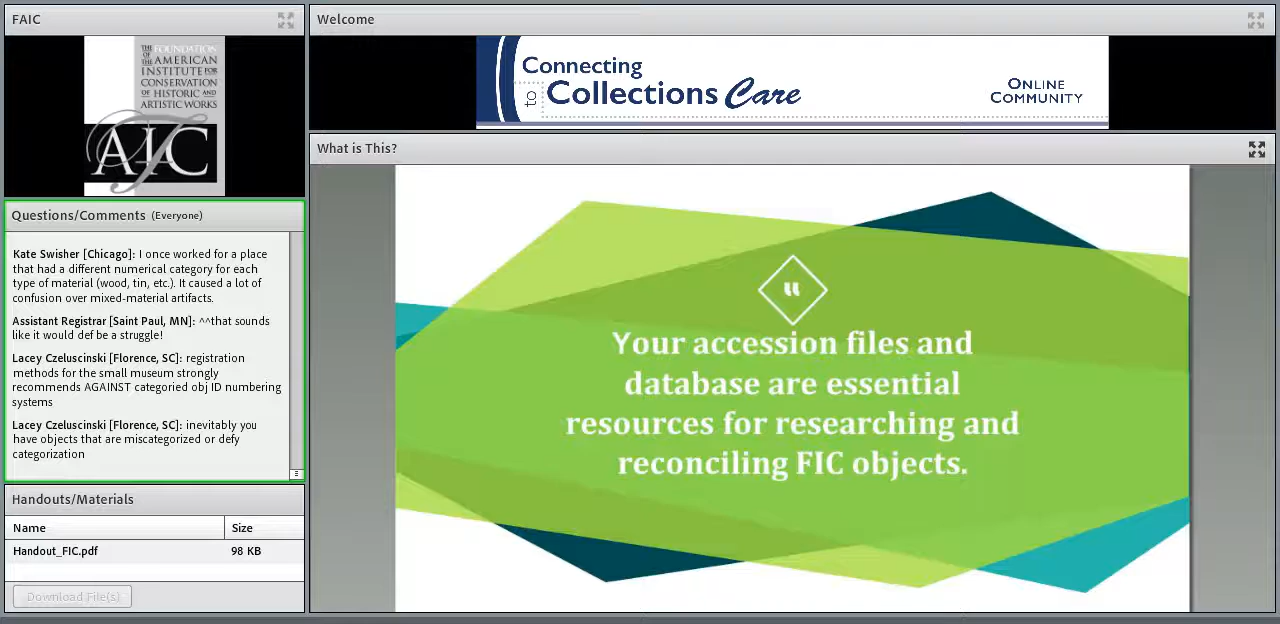 FAIC
THE FOUNDATION
OF THE AMERICAN
INSTITUTE FOR
CONSERVATION
OF HISTORIC AND
ARTISTIC WORKS
AIC
Questions/Comments (Everyone)
Kate Swisher [Chicago]: I once worked for a place
that had a different numerical category for each
type of material (wood, tin, etc.). It caused a lot of
confusion over mixed-material artifacts.
Assistant Registrar [Saint Paul, MN]: ^^that sounds
like it would def be a struggle!
Lacey Czeluscinski [Florence, SC]: registration
methods for the small museum strongly
recommends AGAINST categoried obj ID numbering
systems
Lacey Czeluscinski [Florence, SC]: inevitably you
have objects that are miscategorized or defy
categorization
Handouts/Materials
Name Size
Handout_FIC.pdf 98 KB
Download File(s)
Welcome
Connecting
to Collections Care
ONLINE
COMMUNITY
What is This?
“
Your accession files and
database are essential
resources for researching and
reconciling FIC objects.